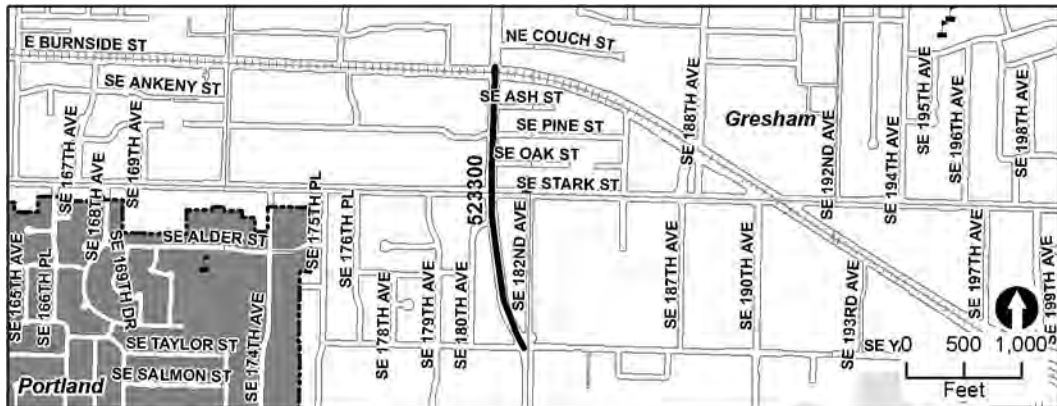 E BURNSIDE ST
NE COUCH ST
SE ANKENY ST
SE ASH ST
SE PINE ST
SE OAK ST
SE STARK ST
SE 188TH AVE
Gresham
SE 192ND AVE
SE 194TH AVE
SE 195TH AVE
SE 196TH AVE
SE 198TH AVE
SE 167TH AVE
SE 168TH AVE
SE 169TH AVE
523300
SE 165TH AVE
SE 166TH PL
SE 169TH DR
SE ALDER ST
SE 174TH AVE
SE 175TH PL
SE 176TH PL
SE 178TH AVE
SE 179TH AVE
SE 180TH AVE
SE 182ND AVE
SE 187TH AVE
SE 190TH AVE
SE 193RD AVE
SE 197TH AVE
SE 199TH AVE
SE TAYLOR ST
SE SALMON ST
Portland
SE Y
0 500 1,000
Feet